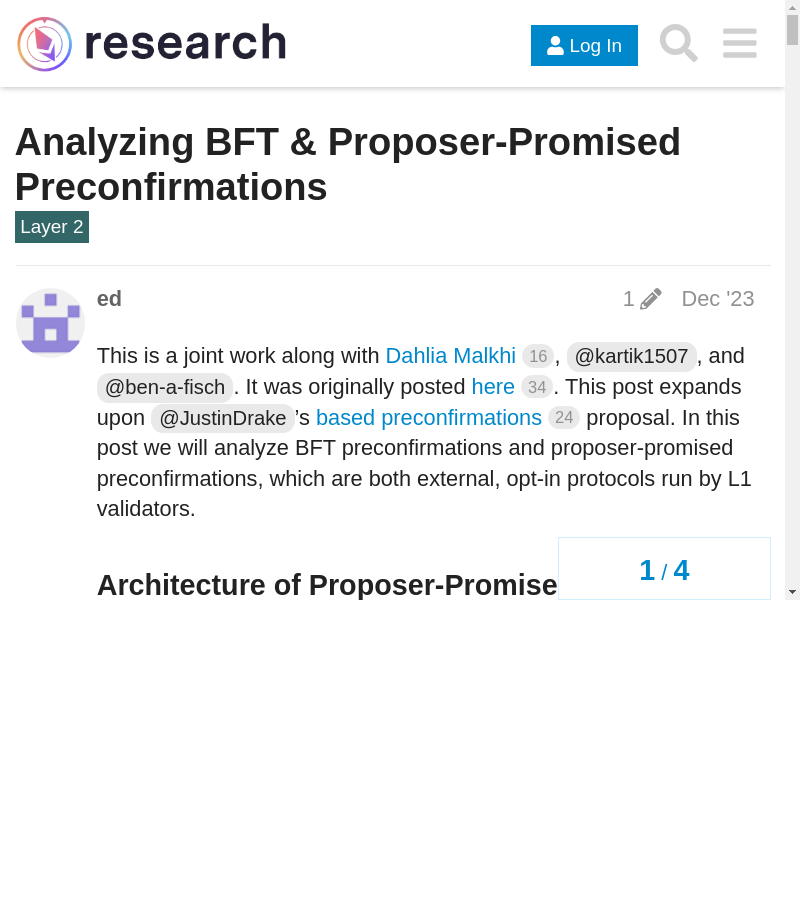 research
Log In
Analyzing BFT & Proposer-Promised
Preconfirmations
Layer 2
ed
1
Dec '23
This is a joint work along with Dahlia Malkhi 16, @kartik1507, and
@ben-a-fisch. It was originally posted here 34. This post expands
upon @JustinDrake’s based preconfirmations 24 proposal. In this
post we will analyze BFT preconfirmations and proposer-promised
preconfirmations, which are both external, opt-in protocols run by L1
validators.
Architecture of Proposer-Promise
1 / 4